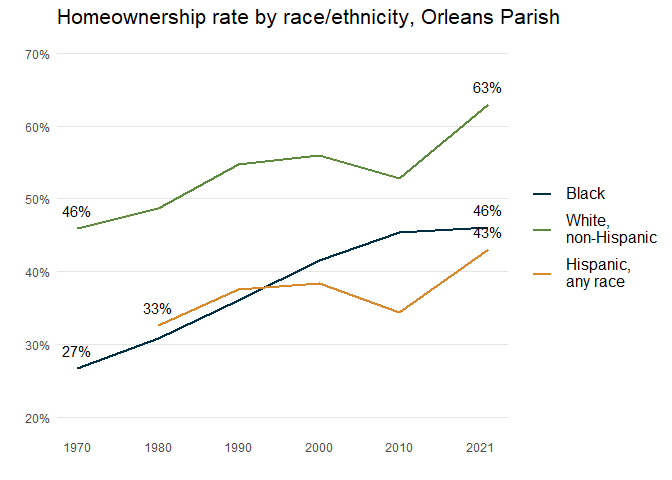 Homeownership rate by race/ethnicity, Orleans Parish
70%
60%
50%
40%
30%
20%
63%
46%
46%
43%
33%
27%
Black
White,
non-Hispanic
Hispanic,
any race
1970 1980 1990 2000 2010 2021